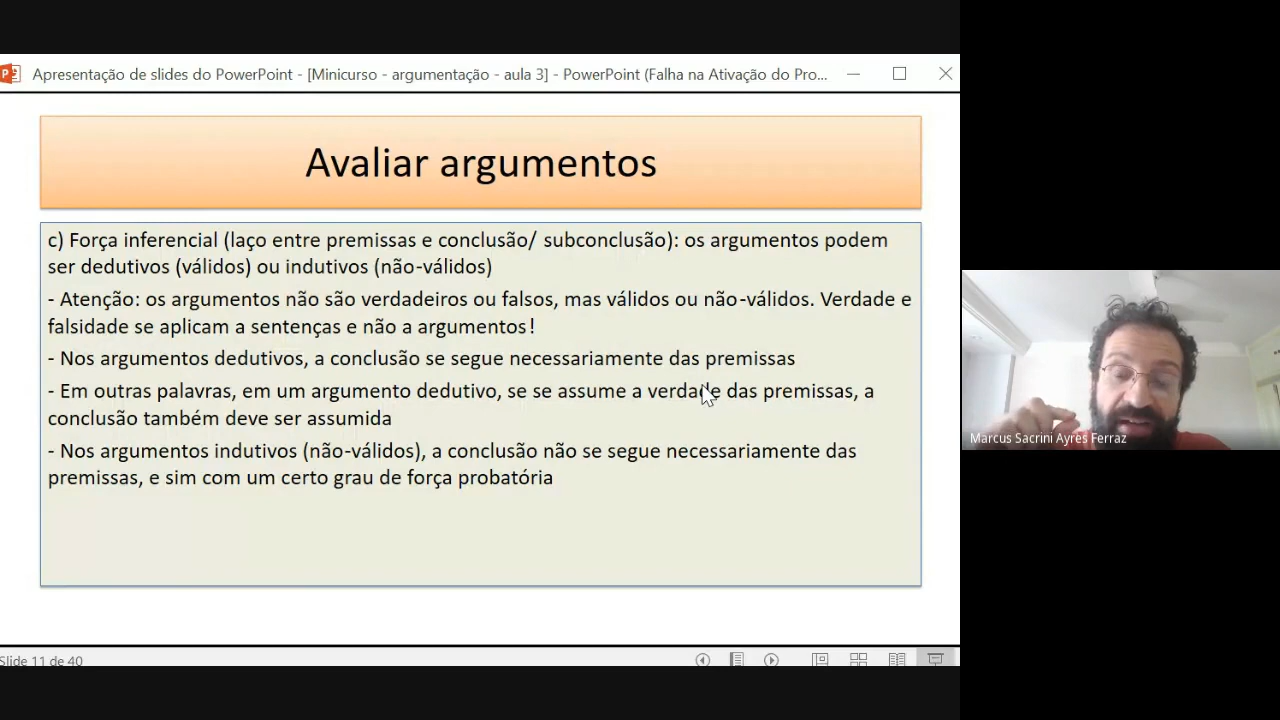 Apresentação de slides do PowerPoint - [Minicurso - argumentação - aula 3] - PowerPoint (Falha na Ativação do Pro...
Avaliar argumentos
c) Força inferencial (laço entre premissas e conclusão/ subconclusão): os argumentos podem
ser dedutivos (válidos) ou indutivos (não-válidos)
- Atenção: os argumentos não são verdadeiros ou falsos, mas válidos ou não-válidos. Verdade e
falsidade se aplicam a sentenças e não a argumentos!
- Nos argumentos dedutivos, a conclusão se segue necessariamente das premissas
- Em outras palavras, em um argumento dedutivo, se se assume a verdade das premissas, a
conclusão também deve ser assumida
- Nos argumentos indutivos (não-válidos), a conclusão não se segue necessariamente das
premissas, e sim com um certo grau de força probatória
Marcus Sacrini Ayres Ferraz
Slide 11 de 40